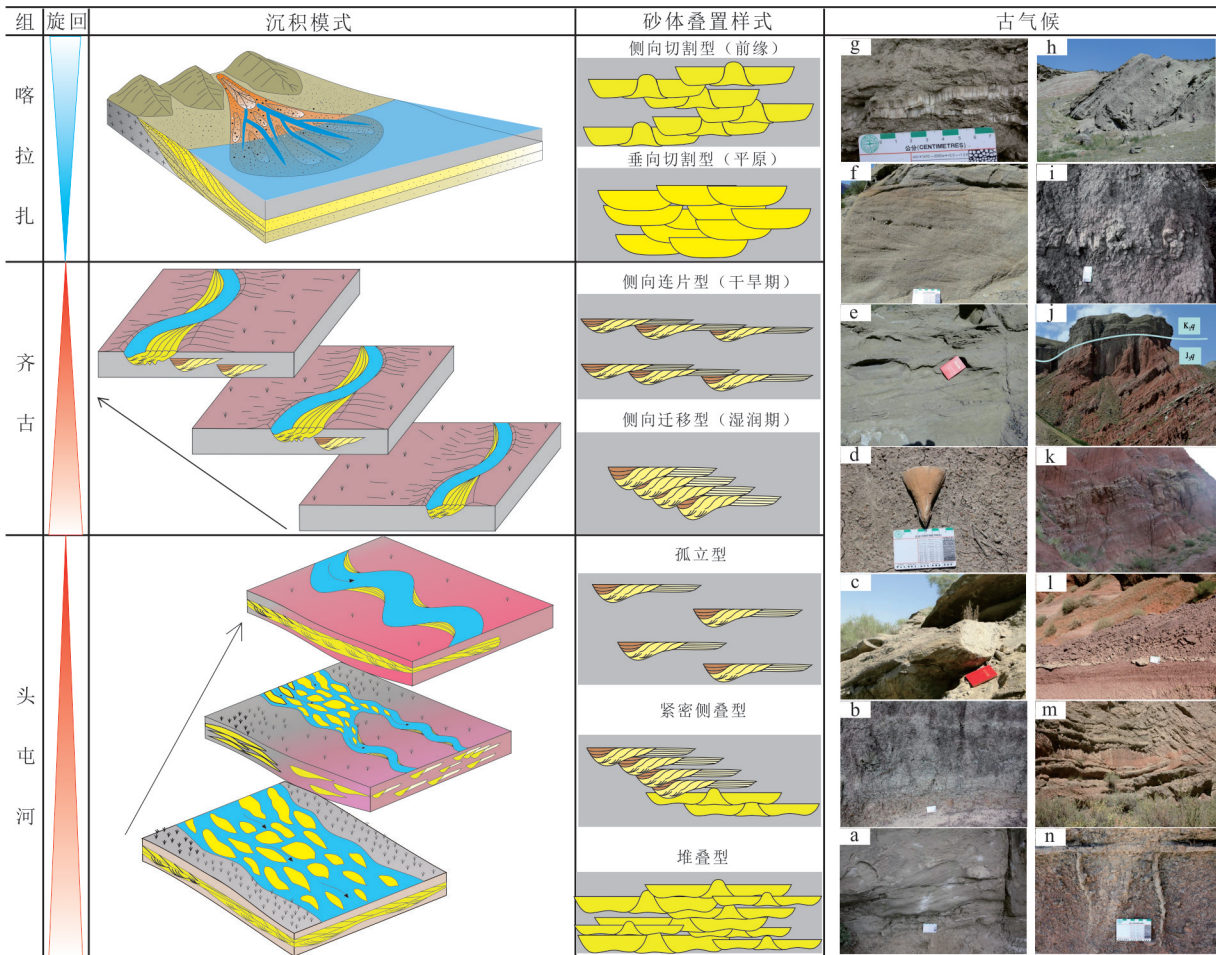 组 旋回 沉积模式 砂体叠置样式 古气候
喀拉扎
侧向切割型（前缘）
垂向切割型（平原）
齐古
侧向连片型（干旱期）
侧向迁移型（湿润期）
头屯河
孤立型
紧密侧叠型
堆叠型
g
公分(CENTIMETRES)
h
f
i
e
j
K₁q
J₃q
d
k
c
l
b
m
a
n